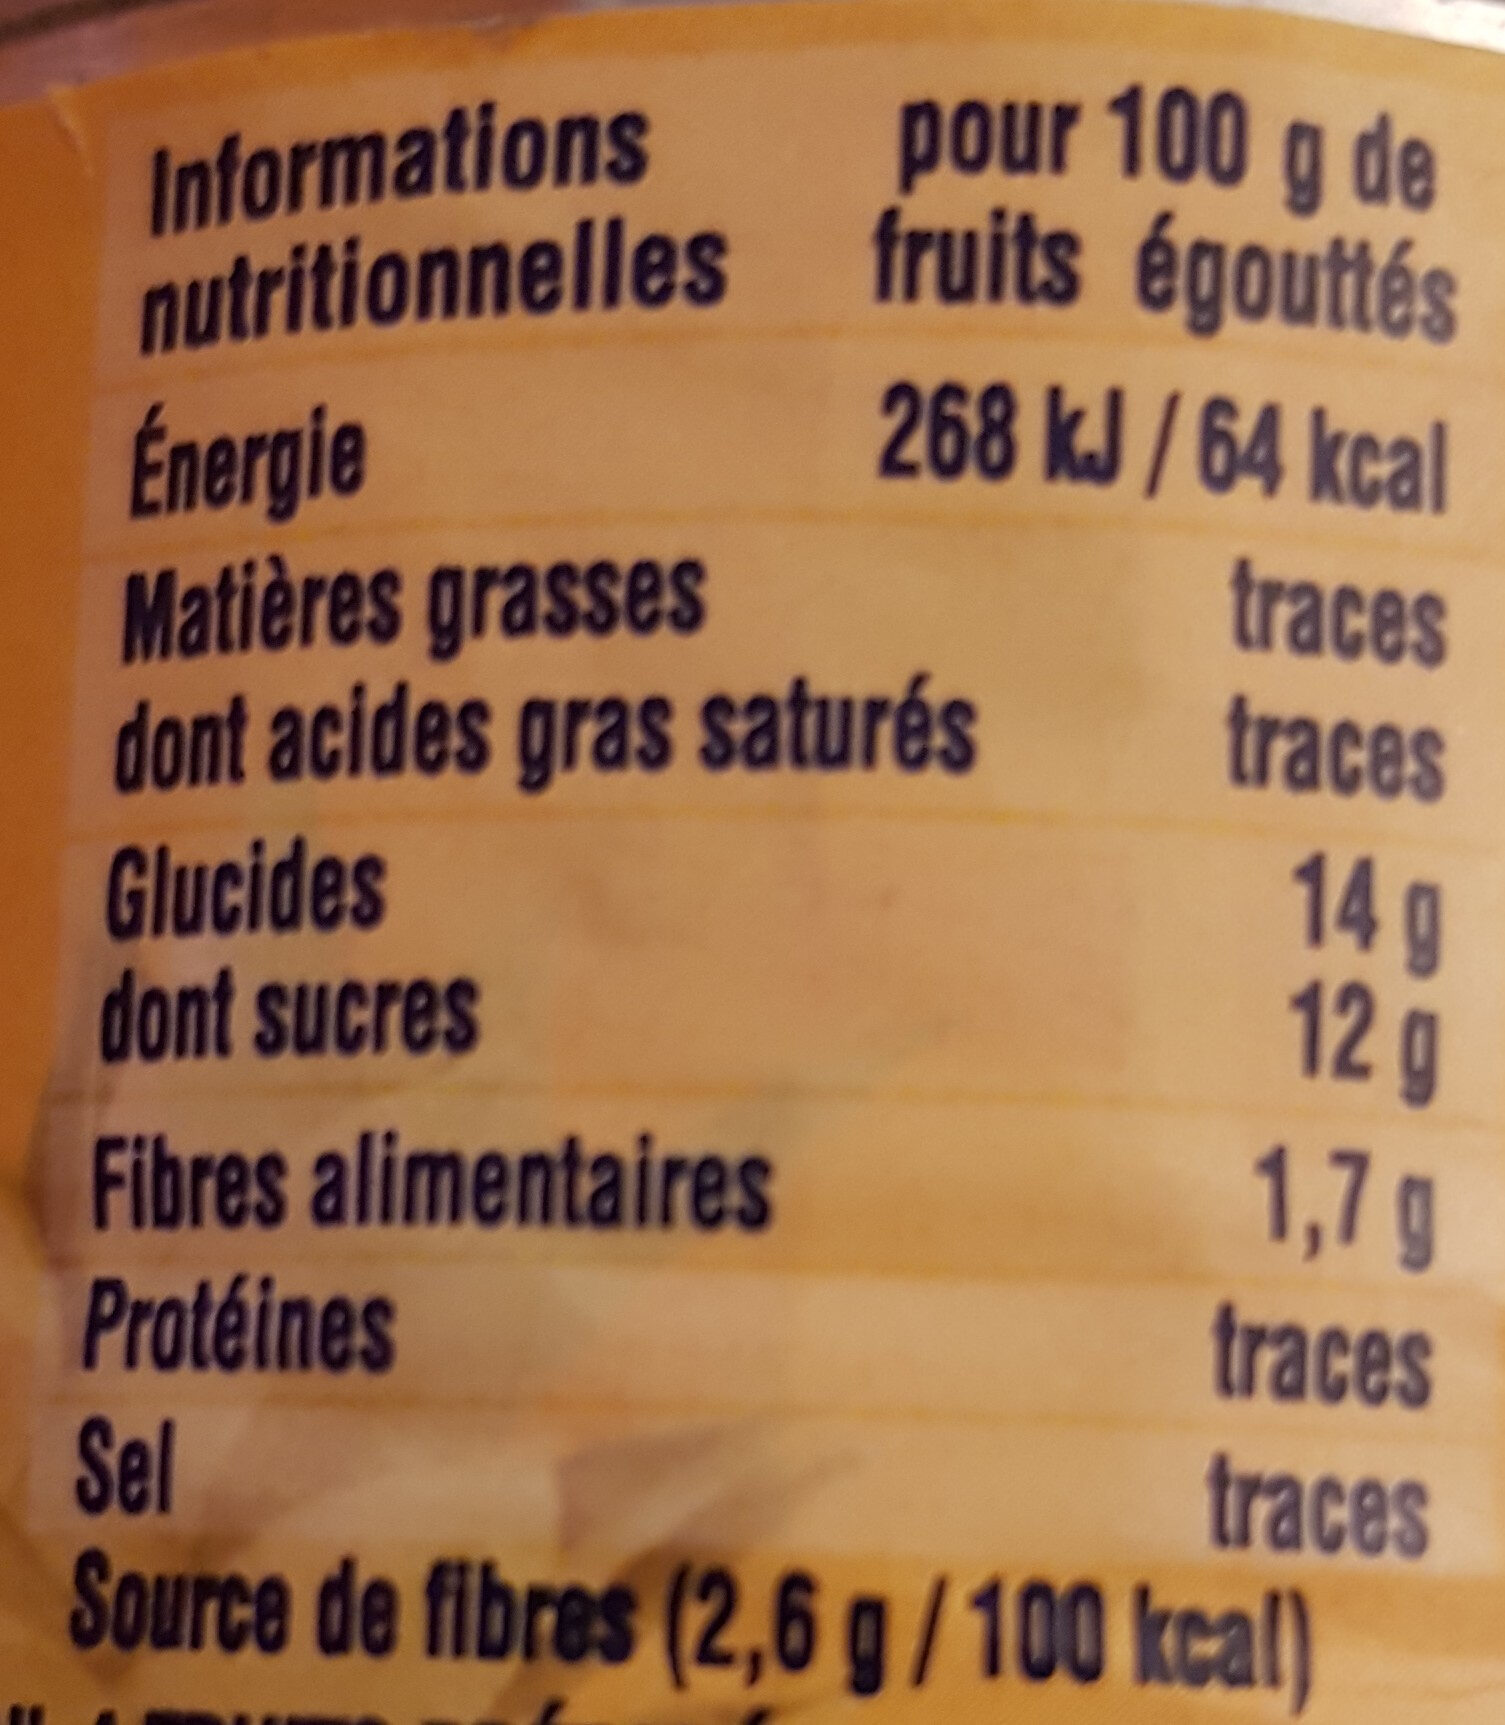 Informations pour 100 g de
nutritionnelles fruits égouttés
Énergie 268 kJ / 64 kcal
Matières grasses traces
dont acides gras saturés traces
Glucides 14 g
dont sucres 12 g
Fibres alimentaires 1,7 g
Protéines traces
Sel traces
Source de fibres (2,6 g / 100 kcal)